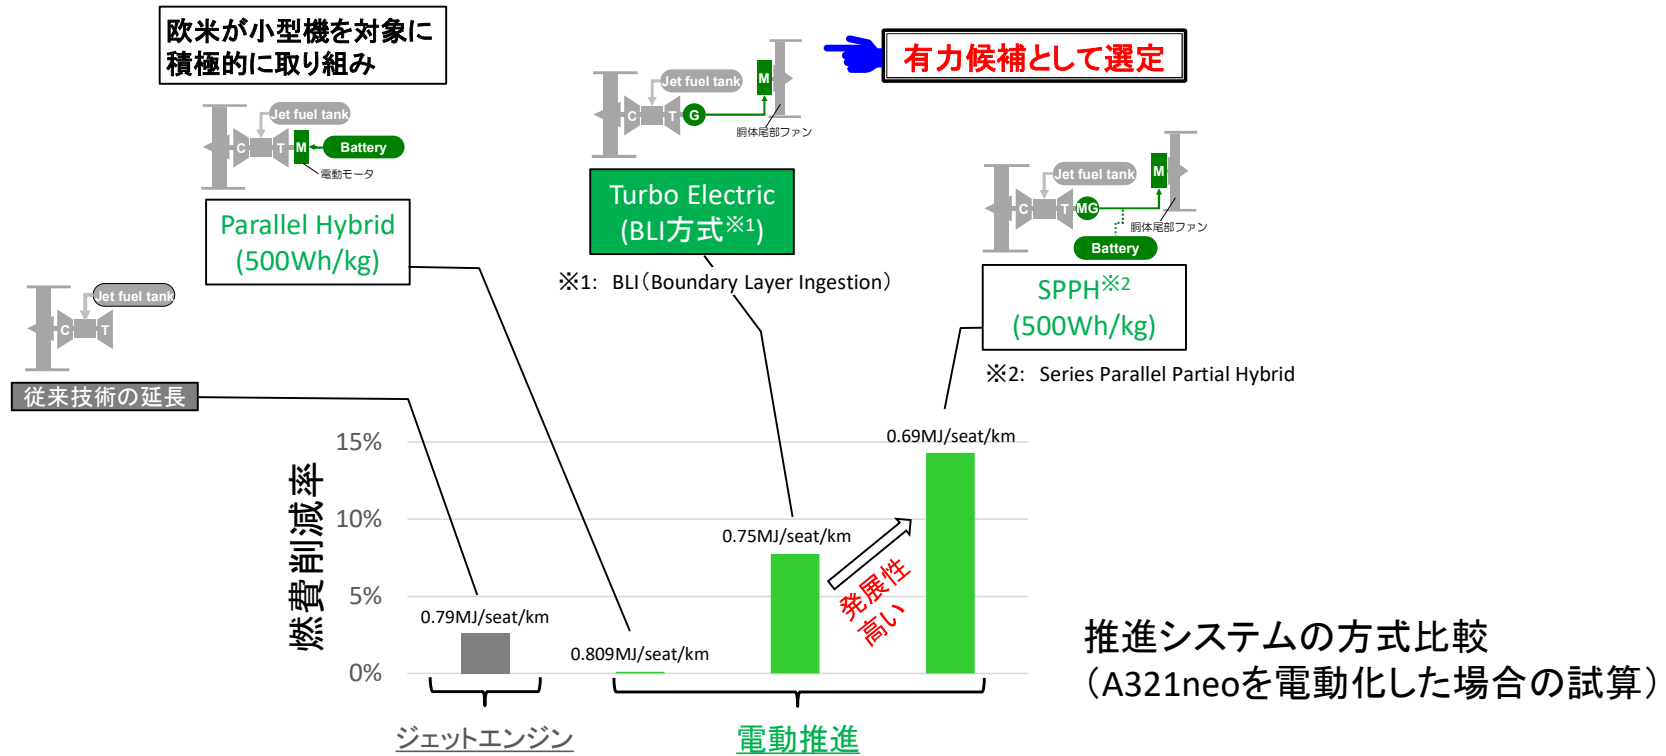 欧米が小型機を対象に
積極的に取り組み
有力候補として選定
Jet fuel tank
C
T
M
Battery
電動モータ
Parallel Hybrid
(500Wh/kg)
Jet fuel tank
C
T
G
M
胴体尾部ファン
Turbo Electric
(BLI方式※1)
※1: BLI(Boundary Layer Ingestion)
Jet fuel tank
C
T
MG
M
胴体尾部ファン
Battery
SPPH※2
(500Wh/kg)
※2: Series Parallel Partial Hybrid
Jet fuel tank
C
T
従来技術の延長
燃費削減率
15%
10%
5%
0%
0.79MJ/seat/km
0.809MJ/seat/km
0.75MJ/seat/km
0.69MJ/seat/km
発展性
高い
ジェットエンジン
電動推進
推進システムの方式比較
(A321neoを電動化した場合の試算)